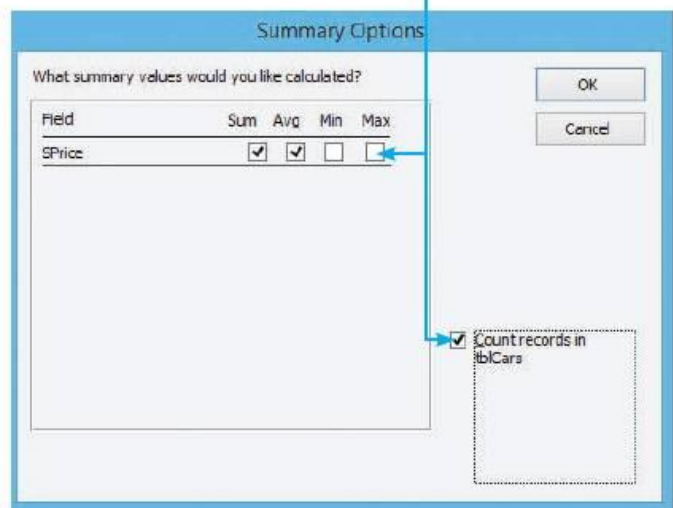 Summary Options
What summary values would you like calculated?
OK
Cancel
Field Sum Avg Min Max
SPrice
Count records in
tblCars